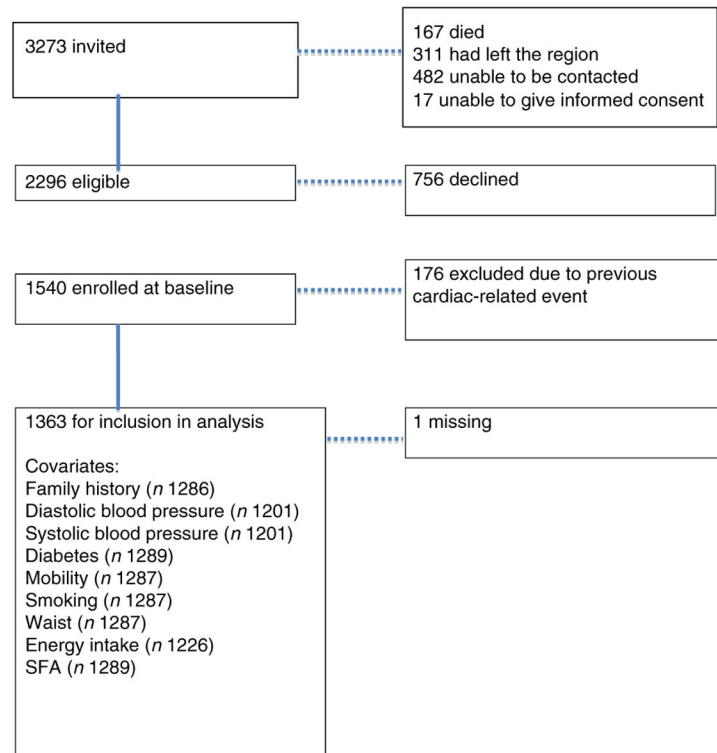 3273 invited
167 died
311 had left the region
482 unable to be contacted
17 unable to give informed consent
2296 eligible
756 declined
1540 enrolled at baseline
176 excluded due to previous
cardiac-related event
1363 for inclusion in analysis
Covariates:
Family history (n 1286)
Diastolic blood pressure (n 1201)
Systolic blood pressure (n 1201)
Diabetes (n 1289)
Mobility (n 1287)
Smoking (n 1287)
Waist (n 1287)
Energy intake (n 1226)
SFA (n 1289)
1 missing